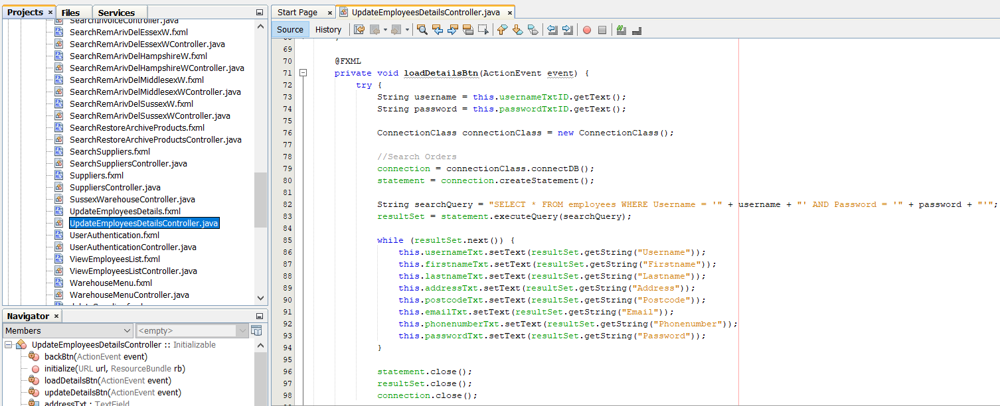 Projects × Files Services
SearchInvoiceController.java
SearchRemArivDelEssexW.fxml
SearchRemArivDelEssexWController.java
SearchRemArivDelHampshireW.fxml
SearchRemArivDelHampshireWController.java
SearchRemArivDelMiddlesexW.fxml
SearchRemArivDelMiddlesexWController.java
SearchRemArivDelSussexW.fxml
SearchRemArivDelSussexWController.java
SearchRestoreArchiveProducts.fxml
SearchRestoreArchiveProductsController.java
SearchSuppliers.fxml
SearchSuppliersController.java
Suppliers.fxml
SuppliersController.java
SussexWarehouseController.java
UpdateEmployeesDetails.fxml
UpdateEmployeesDetailsController.java
UserAuthentication.fxml
UserAuthenticationController.java
ViewEmployeesList.fxml
ViewEmployeesListController.java
WarehouseMenu.fxml
WarehouseMenuController.java
Navigator ×
Members <empty>
UpdateEmployeesDetailsController :: Initializable
backBtn(ActionEvent event)
initialize(URL url, ResourceBundle rb)
loadDetailsBtn(ActionEvent event)
updateDetailsBtn(ActionEvent event)
addressTxt : TextField
Start Page × UpdateEmployeesDetailsController.java ×
Source History
68 }
69
70 @FXML
71 private void loadDetailsBtn(ActionEvent event) {
72 try {
73 String username = this.usernameTxtID.getText();
74 String password = this.passwordTxtID.getText();
75
76 ConnectionClass connectionClass = new ConnectionClass();
77
78 //Search Orders
79 connection = connectionClass.connectDB();
80 statement = connection.createStatement();
81
82 String searchQuery = "SELECT * FROM employees WHERE Username = '" + username + "' AND Password = '" + password + "'";
83 resultSet = statement.executeQuery(searchQuery);
84
85 while (resultSet.next()) {
86 this.usernameTxt.setText(resultSet.getString("Username"));
87 this.firstnameTxt.setText(resultSet.getString("Firstname"));
88 this.lastnameTxt.setText(resultSet.getString("Lastname"));
89 this.addressTxt.setText(resultSet.getString("Address"));
90 this.postcodeTxt.setText(resultSet.getString("Postcode"));
91 this.emailTxt.setText(resultSet.getString("Email"));
92 this.phonenumberTxt.setText(resultSet.getString("Phonenumber"));
93 this.passwordTxt.setText(resultSet.getString("Password"));
94 }
95
96 statement.close();
97 resultSet.close();
98 connection.close();